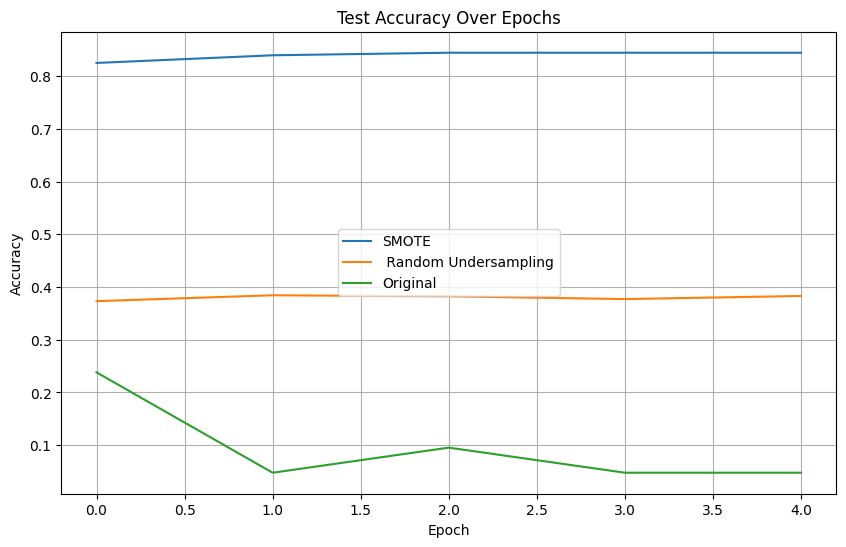 Test Accuracy Over Epochs
Accuracy
0.8
0.7
0.6
0.5
0.4
0.3
0.2
0.1
SMOTE
Random Undersampling
Original
0.0 0.5 1.0 1.5 2.0 2.5 3.0 3.5 4.0
Epoch